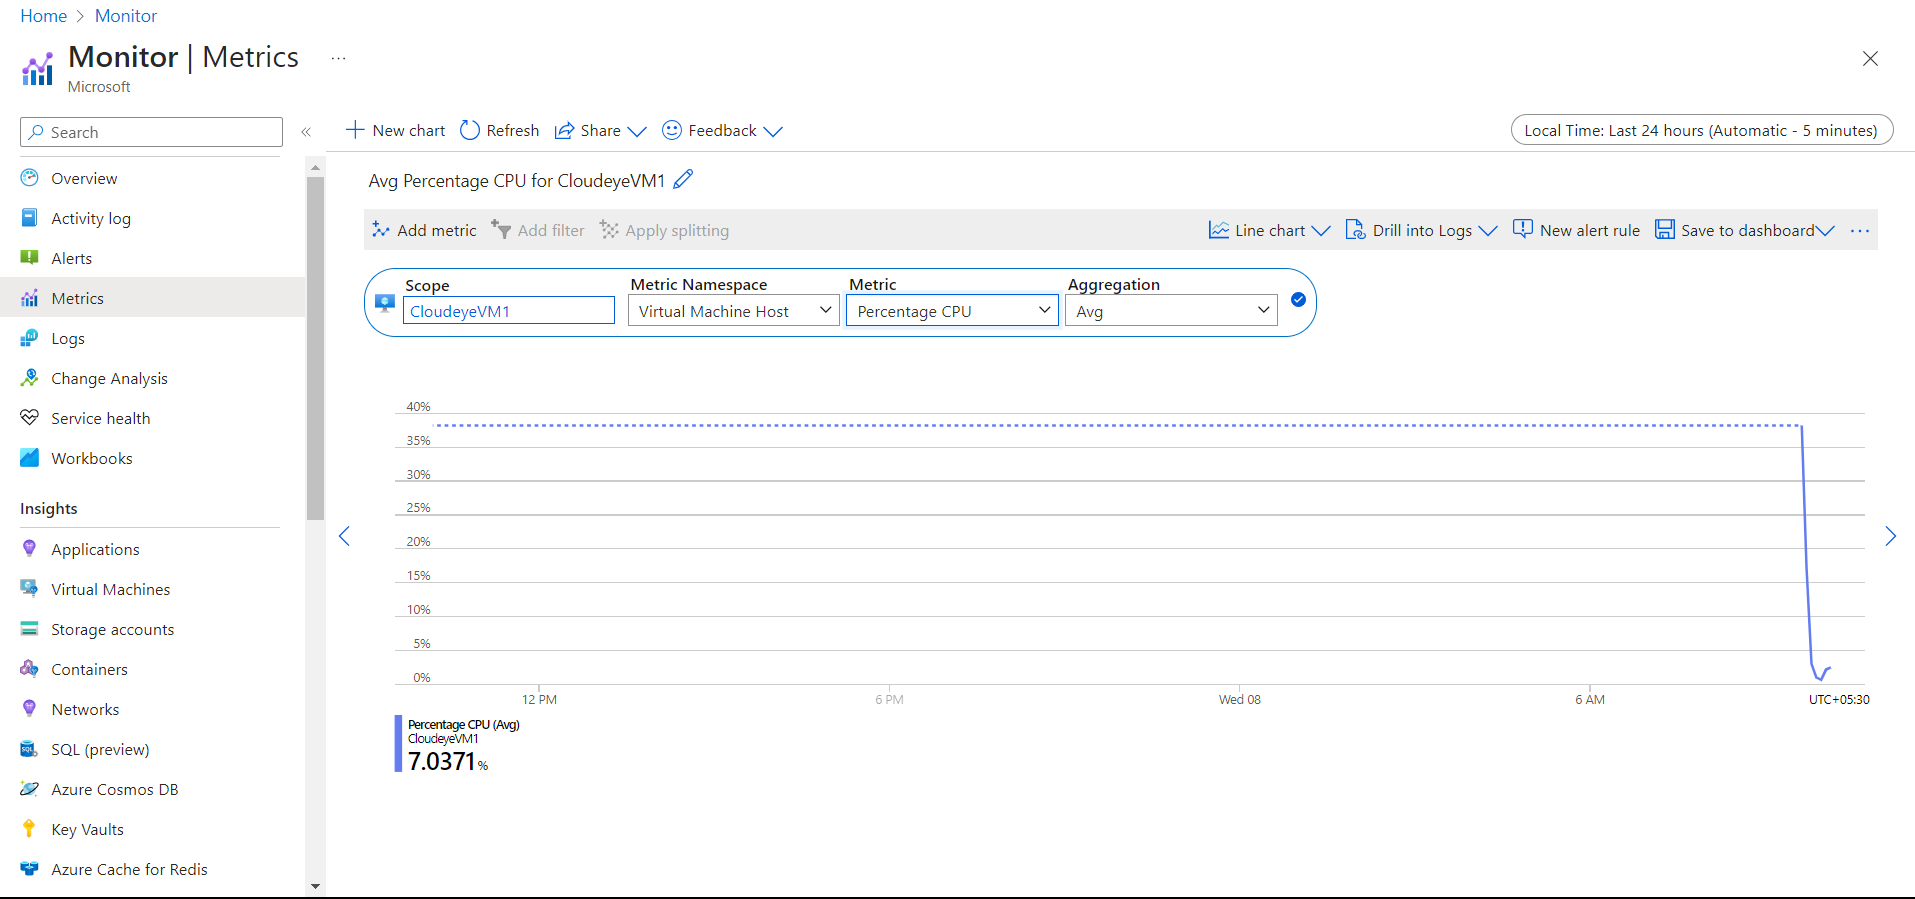 Home > Monitor
Monitor | Metrics ...
Microsoft
Search «
New chart Refresh Share Feedback
Local Time: Last 24 hours (Automatic - 5 minutes)
Overview
Activity log
Alerts
Metrics
Logs
Change Analysis
Service health
Workbooks
Insights
Applications
Virtual Machines
Storage accounts
Containers
Networks
SQL (preview)
Azure Cosmos DB
Key Vaults
Azure Cache for Redis
Avg Percentage CPU for CloudeyeVM1
Add metric Add filter Apply splitting Line chart Drill into Logs New alert rule Save to dashboard ...
Scope Metric Namespace Metric Aggregation
CloudeyeVM1 Virtual Machine Host Percentage CPU Avg
40%
35%
30%
25%
20%
15%
10%
5%
0%
12 PM 6 PM Wed 08 6 AM UTC+05:30
Percentage CPU (Avg)
CloudeyeVM1
7.0371 %